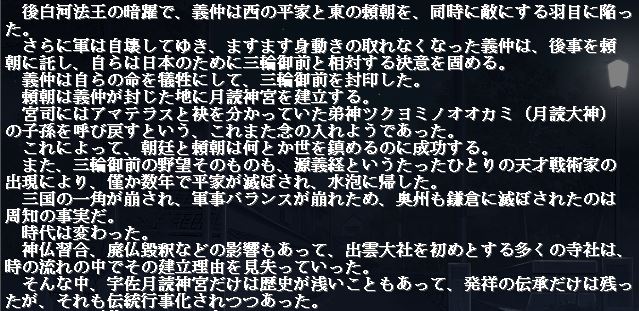 後白河法王の暗躍で、義仲は西の平家と東の頼朝を、同時に敵にする羽目に陥っ
た。
　さらに軍は自壊してゆき、ますます身動きの取れなくなった義仲は、後事を頼
朝に託し、自らは日本のために三輪御前と相対する決意を固める。
　義仲は自らの命を犠牲にして、三輪御前を封印した。
　頼朝は義仲が封じた地に月読神宮を建立する。
　宮司にはアマテラスと袂を分かっていた弟神ツクヨミノオオカミ（月読大神）
の子孫を呼び戻すという、これまた念の入れようであった。
　これによって、朝廷と頼朝は何とか世を鎮めるのに成功する。
　また、三輪御前の野望そのものも、源義経というたったひとりの天才戦術家の
出現により、僅か数年で平家が滅ぼされ、水泡に帰した。
　三国の一角が崩され、軍事バランスが崩れたため、奥州も鎌倉に滅ぼされたのは
周知の事実だ。
　時代は変わった。
　神仏習合、廃仏毀釈などの影響もあって、出雲大社を初めとする多くの寺社は、
時の流れの中でその建立理由を見失っていった。
　そんな中、宇佐月読神宮だけは歴史が浅いこともあって、発祥の伝承だけは残っ
たが、それも伝統行事化されつつあった。